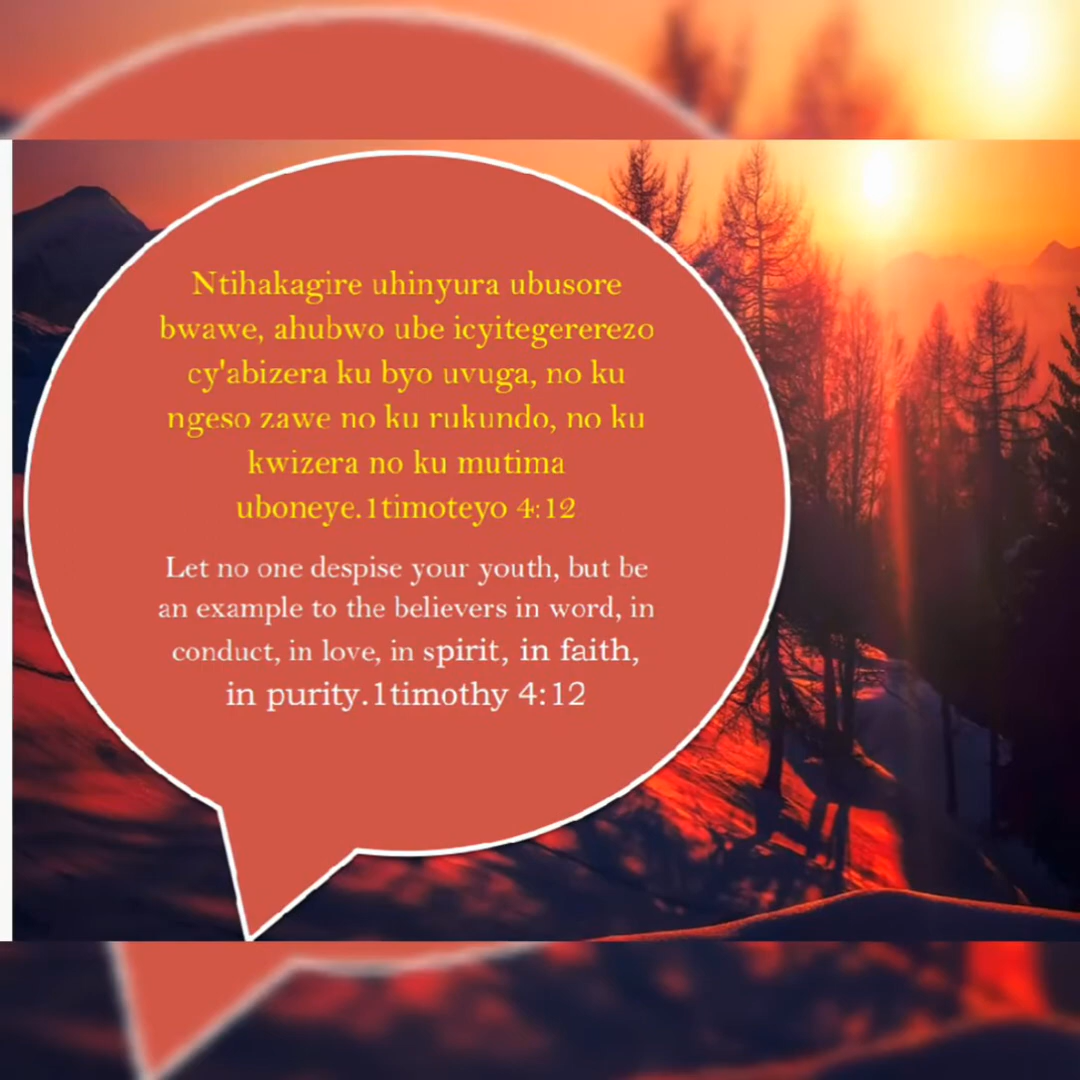 Ntihakagire uhinyura ubusore
bwawe, ahubwo ube icyitegererezo
cy'abizera ku byo uvuga, no ku
ngeso zawe no ku rukundo, no ku
kwizera no ku mutima
uboneye.1timoteyo 4:12
Let no one despise your youth, but be
an example to the believers in word, in
conduct, in love, in spirit, in faith,
in purity.1timothy 4:12